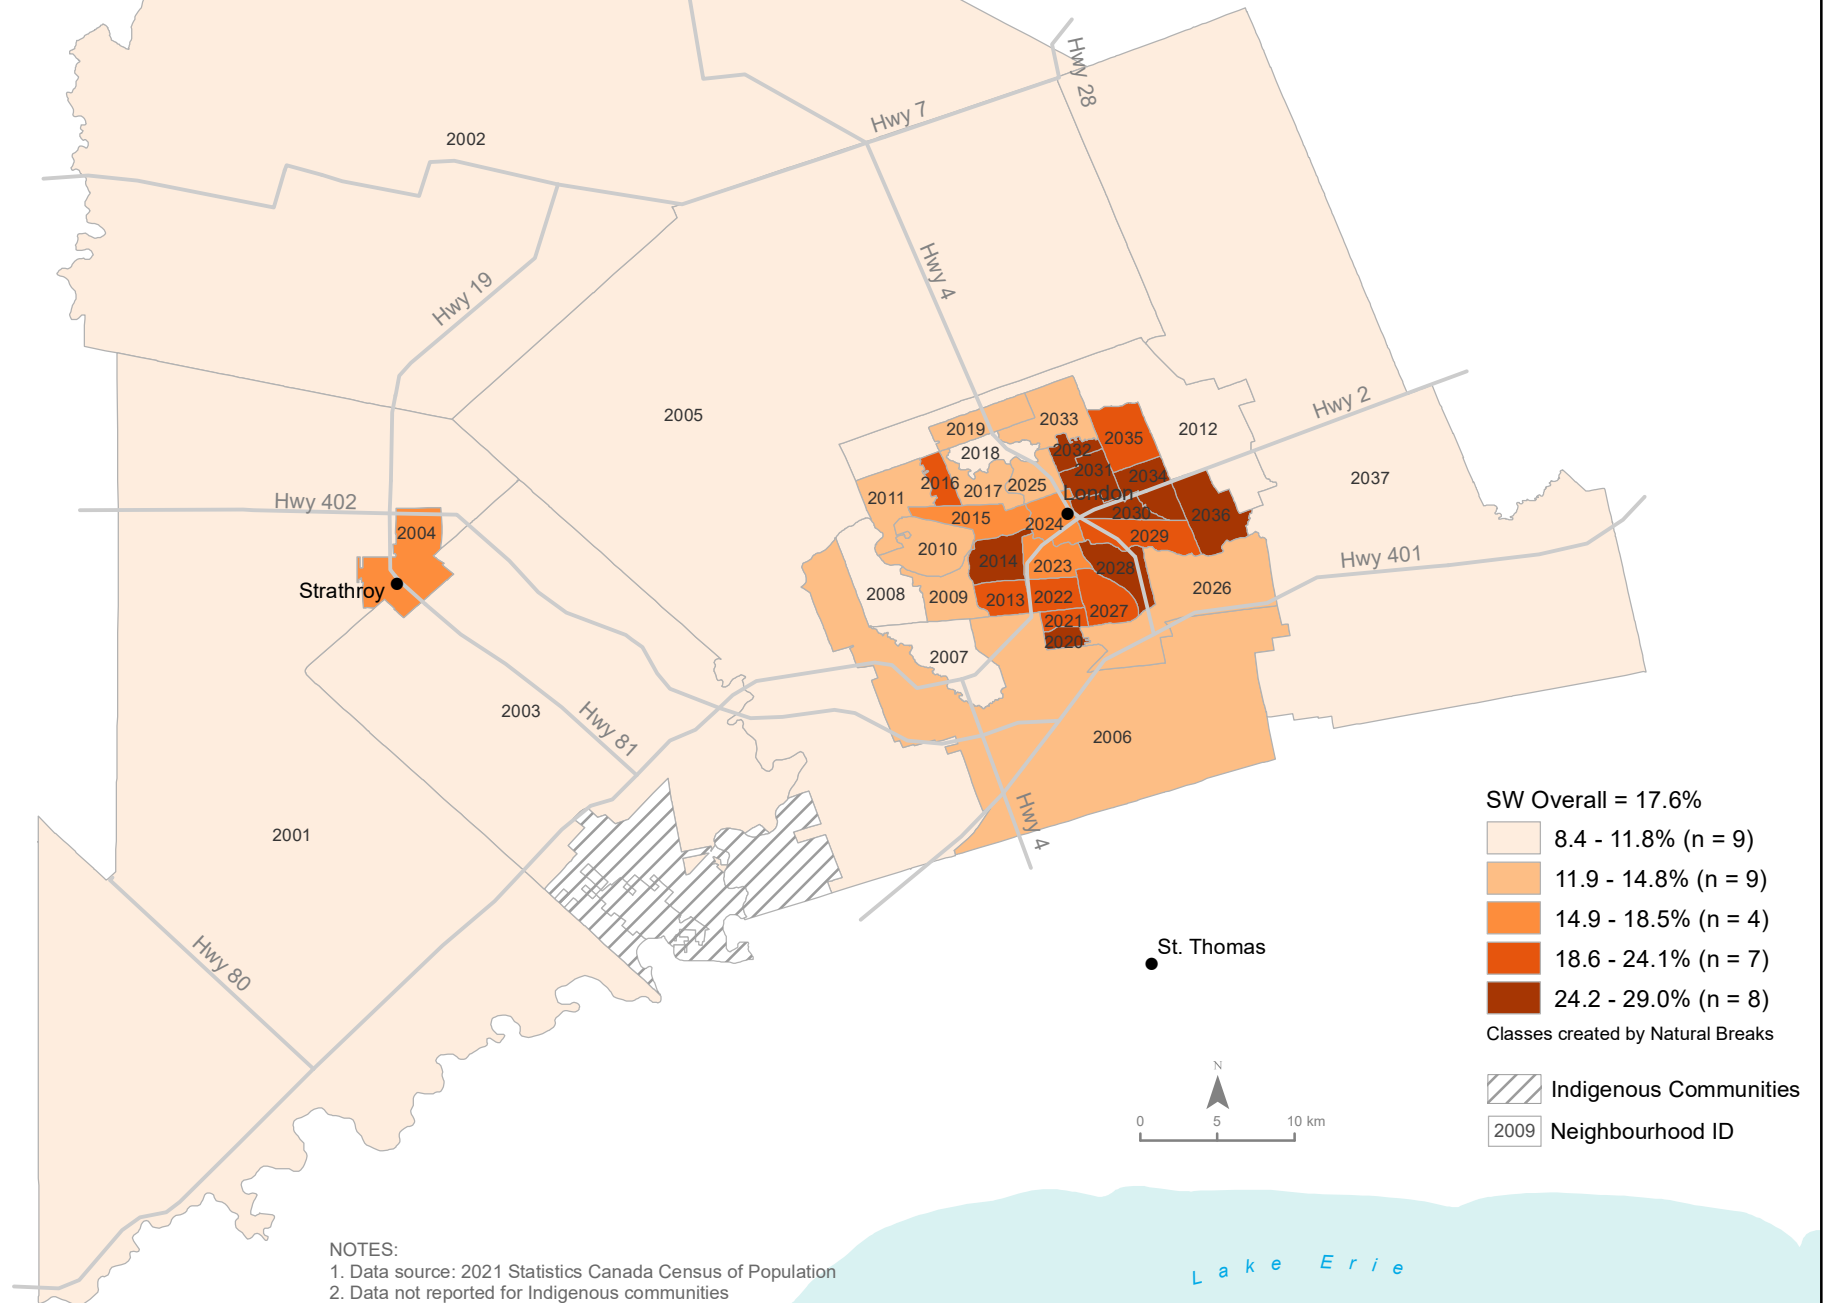 Hwy 28
Hwy 7
2002
Hwy 4
Hwy 19
Hwy 2
2005
2033
2019
2012
2035
2018
2032
2031
2034
2037
2016
2025
2017
2011
London
Hwy 402
2030
2036
2015
2024
2004
2029
2010
Hwy 401
2014
2023
2028
Strathroy
2026
2008
2009
2013
2022
2027
2021
2020
2007
2003
Hwy 81
2006
2001
Hwy 4
Hwy 80
St. Thomas
SW Overall = 17.6%
8.4 - 11.8% (n = 9)
11.9 - 14.8% (n = 9)
14.9 - 18.5% (n = 4)
18.6 - 24.1% (n = 7)
24.2 - 29.0% (n = 8)
Classes created by Natural Breaks
Indigenous Communities
2009 Neighbourhood ID
N
0 5 10 km
Lake Erie
NOTES:
1. Data source: 2021 Statistics Canada Census of Population
2. Data not reported for Indigenous communities